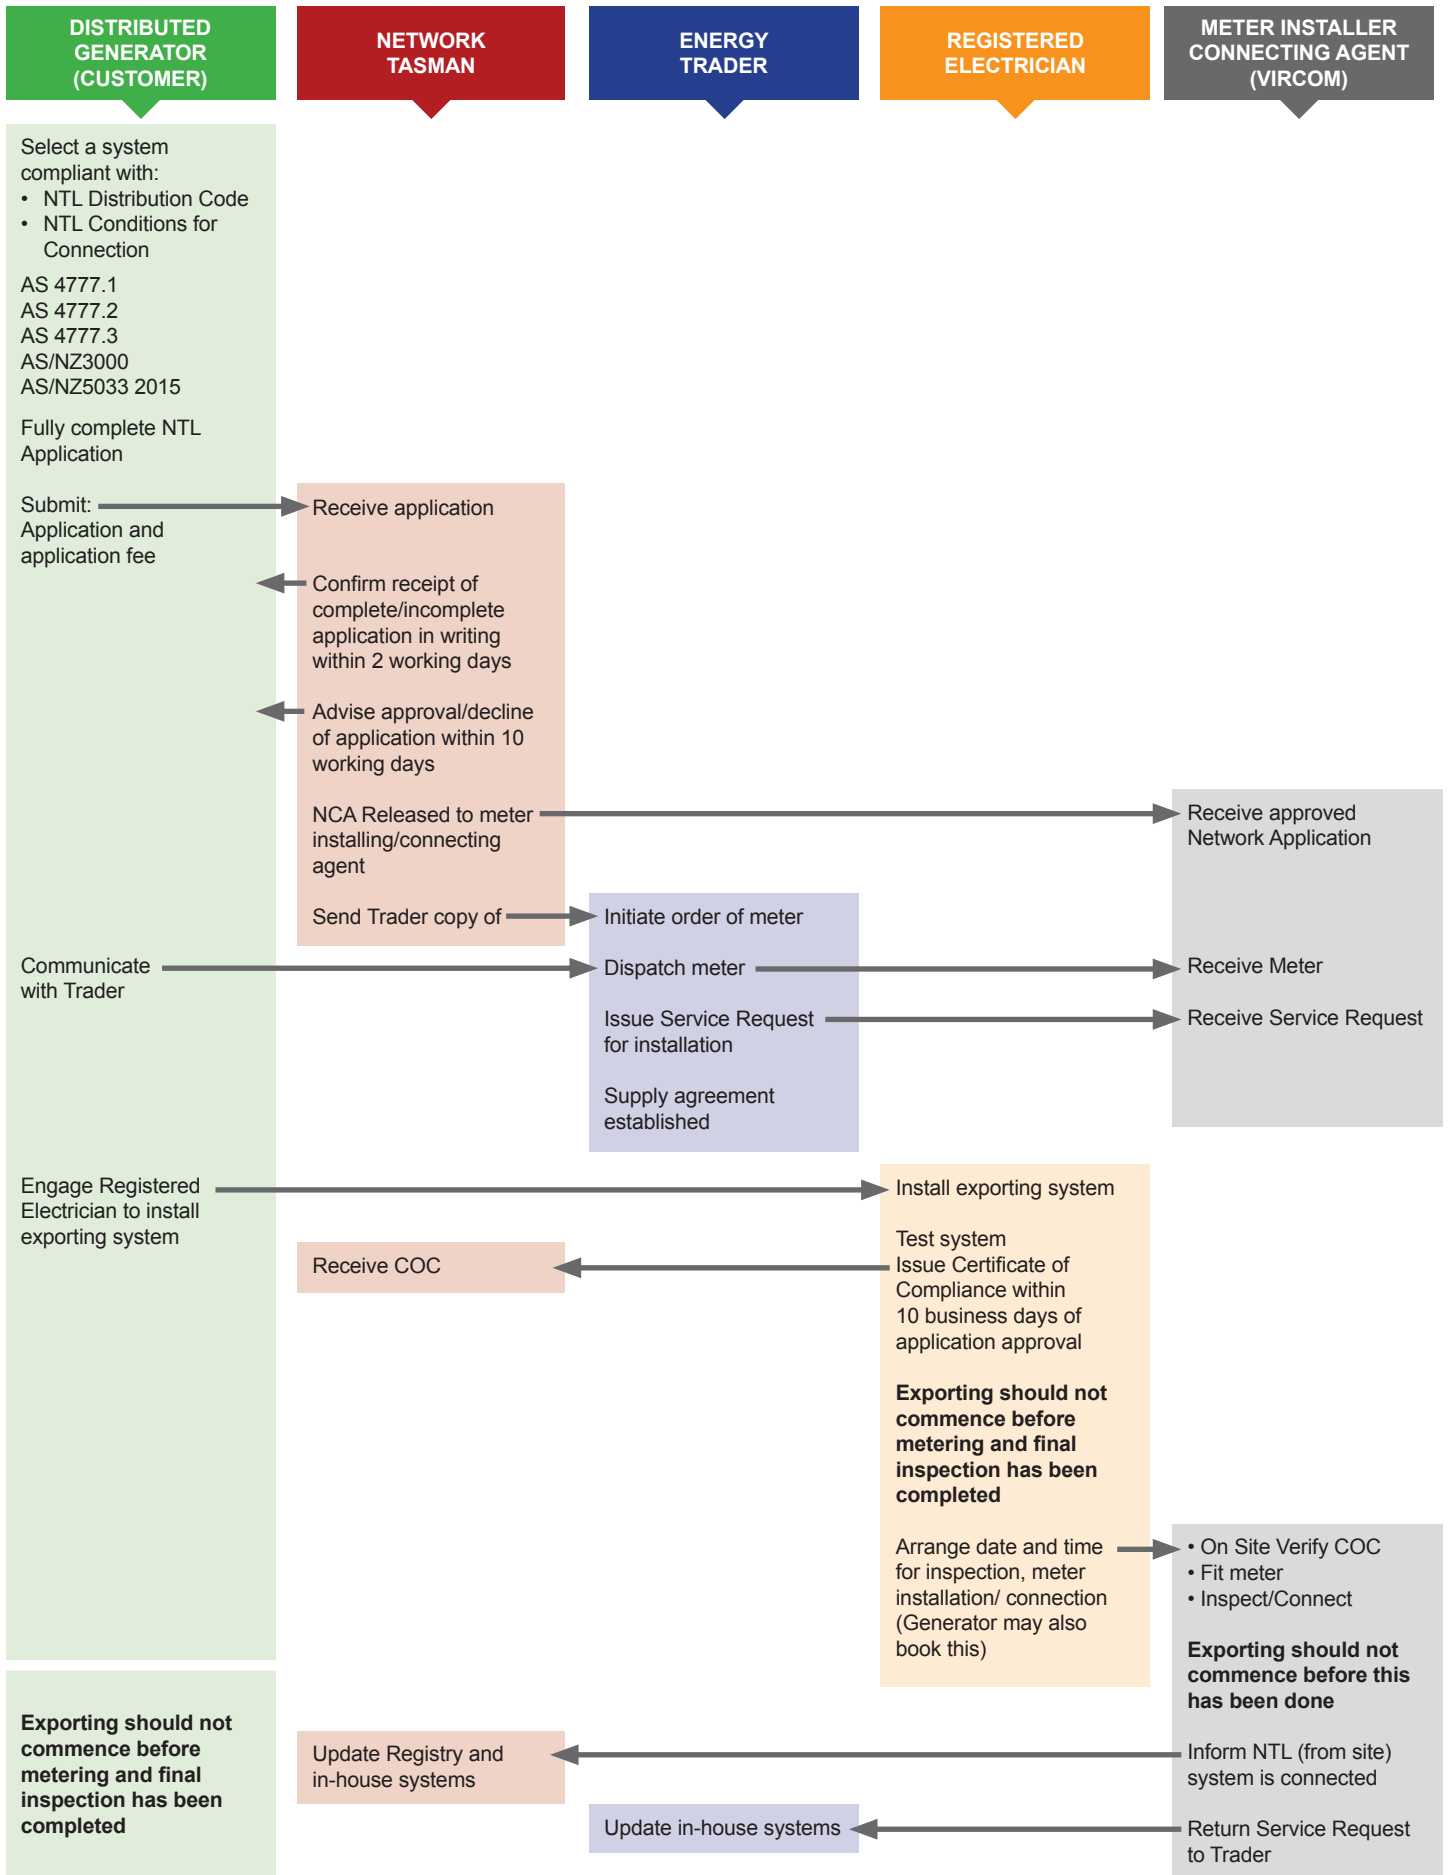 DISTRIBUTED
GENERATOR
(CUSTOMER)
NETWORK
TASMAN
ENERGY
TRADER
REGISTERED
ELECTRICIAN
METER INSTALLER
CONNECTING AGENT
(VIRCOM)
Select a system
compliant with:
• NTL Distribution Code
• NTL Conditions for
Connection
AS 4777.1
AS 4777.2
AS 4777.3
AS/NZ3000
AS/NZ5033 2015
Fully complete NTL
Application
Submit:
Application and
application fee
Receive application
Confirm receipt of
complete/incomplete
application in writing
within 2 working days
Advise approval/decline
of application within 10
working days
NCA Released to meter
installing/connecting
agent
Receive approved
Network Application
Send Trader copy of
Initiate order of meter
Communicate
with Trader
Dispatch meter
Receive Meter
Issue Service Request
for installation
Receive Service Request
Supply agreement
established
Engage Registered
Electrician to install
exporting system
Install exporting system
Test system
Issue Certificate of
Compliance within
10 business days of
application approval
Receive COC
Exporting should not
commence before
metering and final
inspection has been
completed
Arrange date and time
for inspection, meter
installation/ connection
(Generator may also
book this)
• On Site Verify COC
• Fit meter
• Inspect/Connect
Exporting should not
commence before this
has been done
Exporting should not
commence before
metering and final
inspection has been
completed
Update Registry and
in-house systems
Inform NTL (from site)
system is connected
Update in-house systems
Return Service Request
to Trader